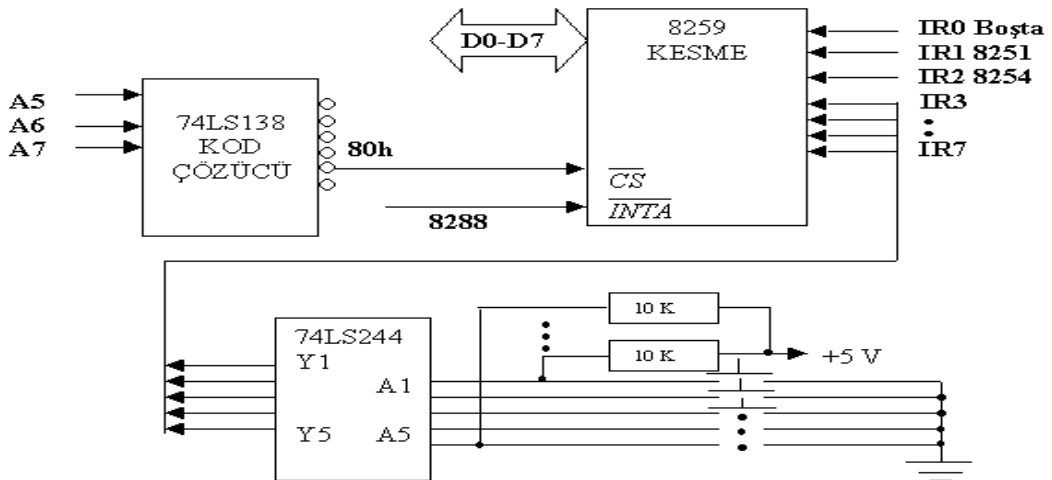 D0-D7
8259
KESME
IR0 Boşta
IR1 8251
IR2 8254
IR3
IR7
A5
A6
A7
74LS138
KOD
ÇÖZÜCÜ
80h
CS
INTA
8288
74LS244
Y1
A1
Y5
A5
10 K
10 K
+5 V